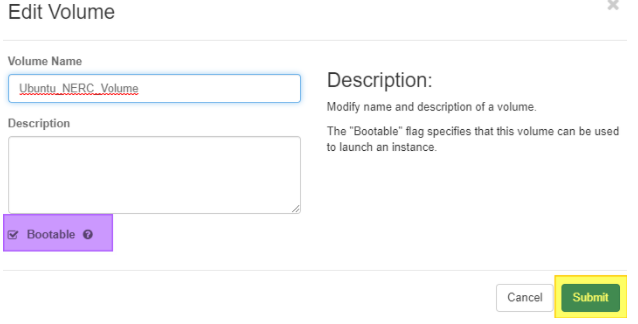 Edit Volume
×
Volume Name
Ubuntu_NERC_Volume
Description
Bootable
Description:
Modify name and description of a volume.
The "Bootable" flag specifies that this volume can be used
to launch an instance.
Cancel
Submit